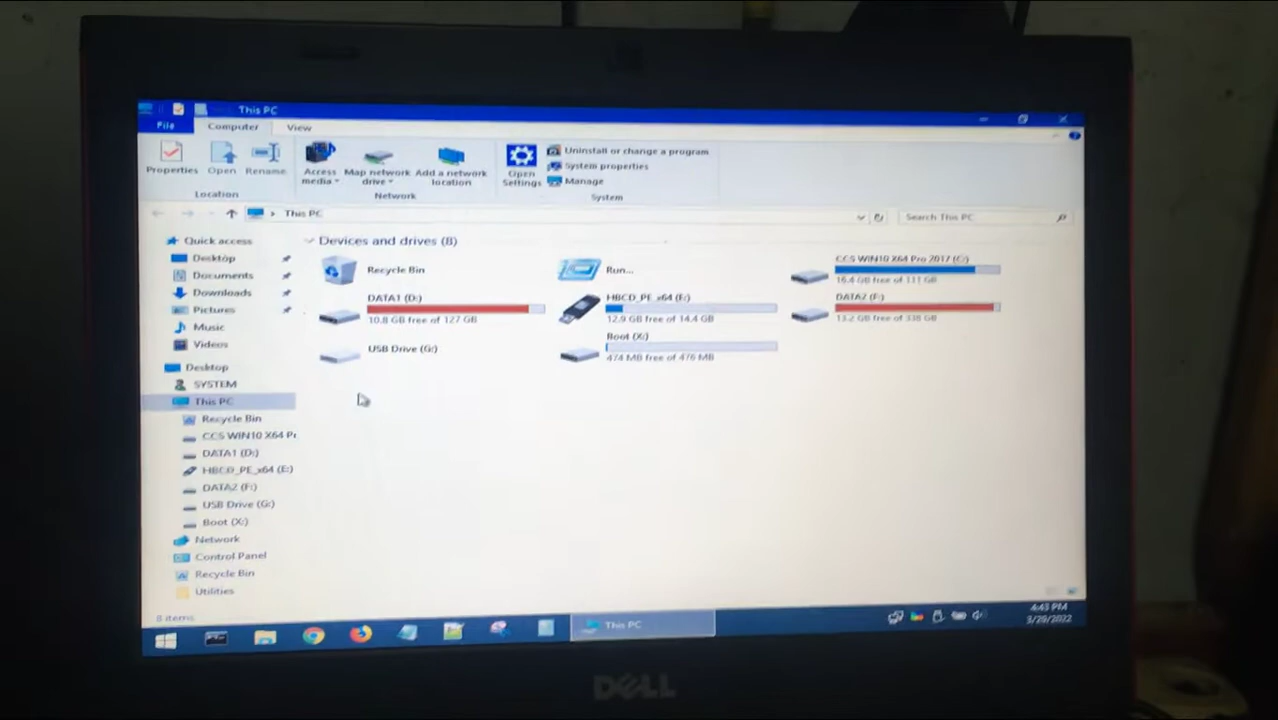 This PC
File Computer View
Properties Open Rename Access media Map network drive Add a network location Open Settings Uninstall or change a program
System properties
Manage
Location Network System
This PC Search This PC
Quick access
Desktop
Documents
Downloads
Pictures
Music
Videos
Desktop
SYSTEM
This PC
Recycle Bin
CCS WIN10 X64 Pr
DATA1 (D:)
HBCD_PE_x64 (E:)
DATA2 (F:)
USB Drive (G:)
Boot (X:)
Network
Control Panel
Recycle Bin
Utilities
Devices and drives (8)
Recycle Bin
Run...
CCS WIN10 X64 Pro 2017 (C:)
16.4 GB free of 111 GB
DATA1 (D:)
10.8 GB free of 127 GB
HBCD_PE_x64 (E:)
12.9 GB free of 14.4 GB
DATA2 (F:)
13.2 GB free of 338 GB
USB Drive (G:)
Boot (X:)
474 MB free of 476 MB
8 items
This PC
4:43 PM
3/20/2022
DELL